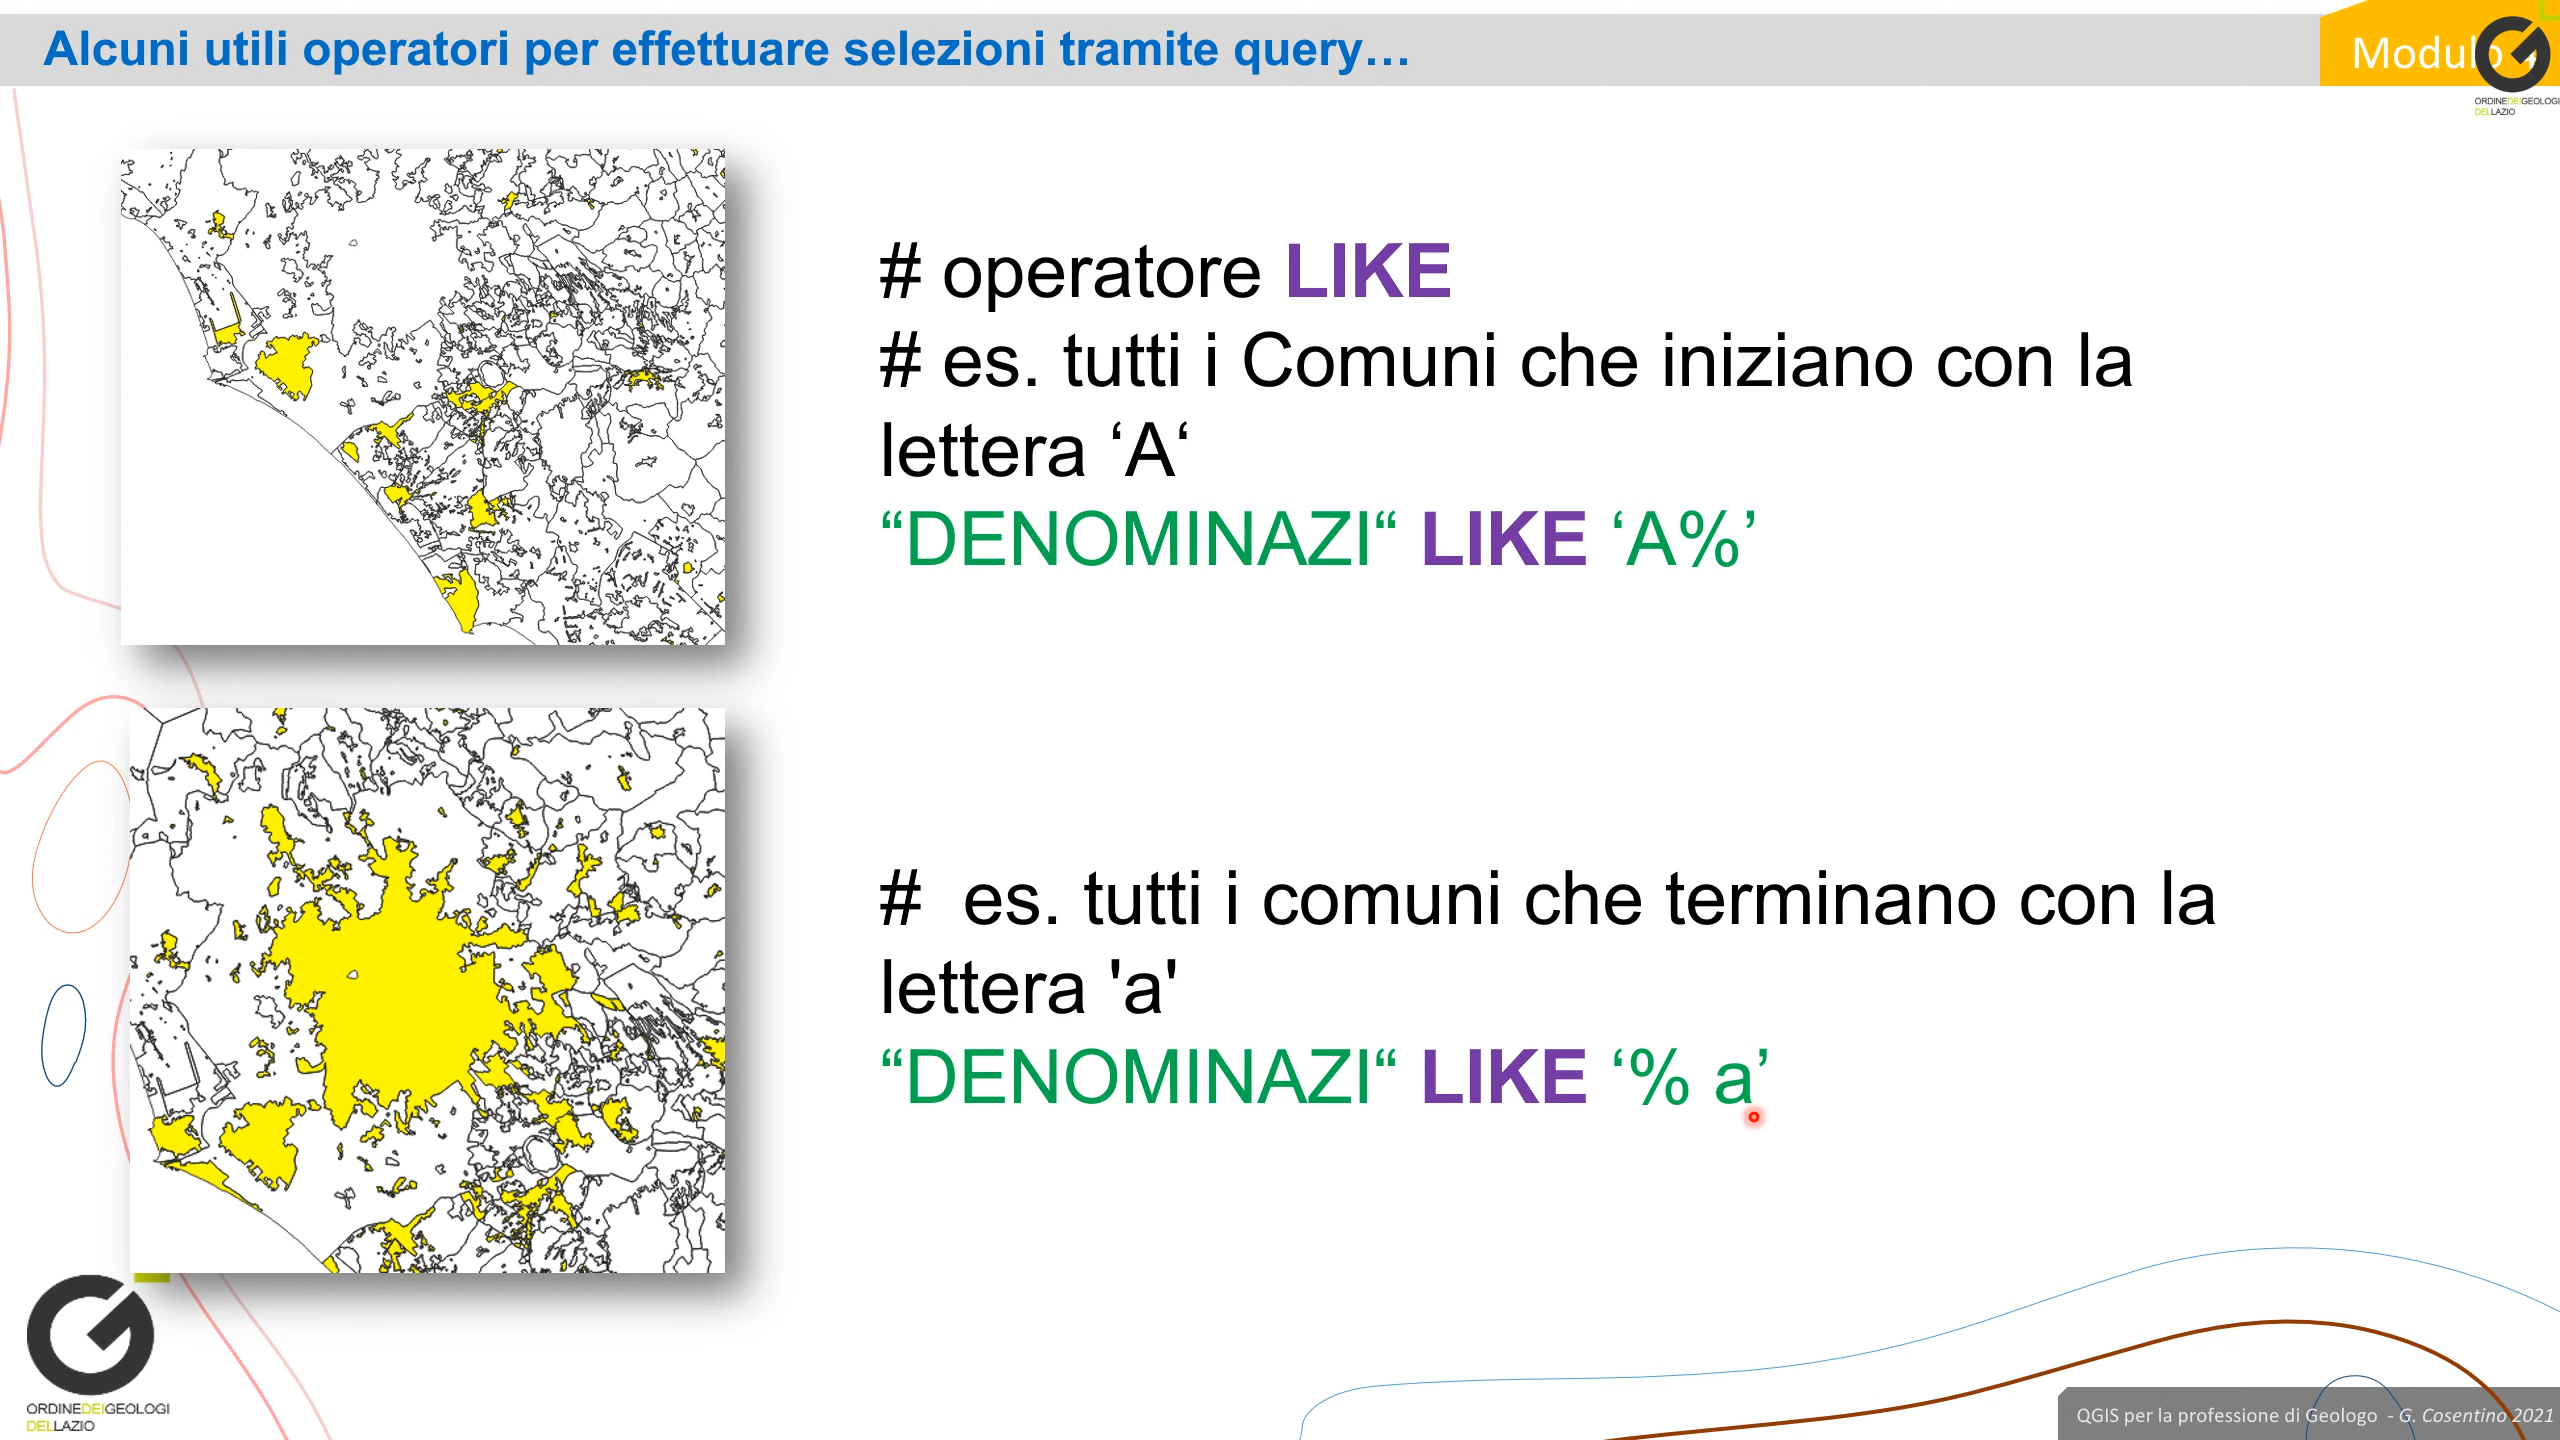 Alcuni utili operatori per effettuare selezioni tramite query…
Modulo
ORDINEDEIGEOLOGI
DELLAZIO
# operatore LIKE
# es. tutti i Comuni che iniziano con la
lettera ‘A‘
“DENOMINAZI“ LIKE ‘A%’
#  es. tutti i comuni che terminano con la
lettera 'a'
“DENOMINAZI“ LIKE ‘% a’
ORDINEDEIGEOLOGI
DELLAZIO
QGIS per la professione di Geologo - G. Cosentino 2021